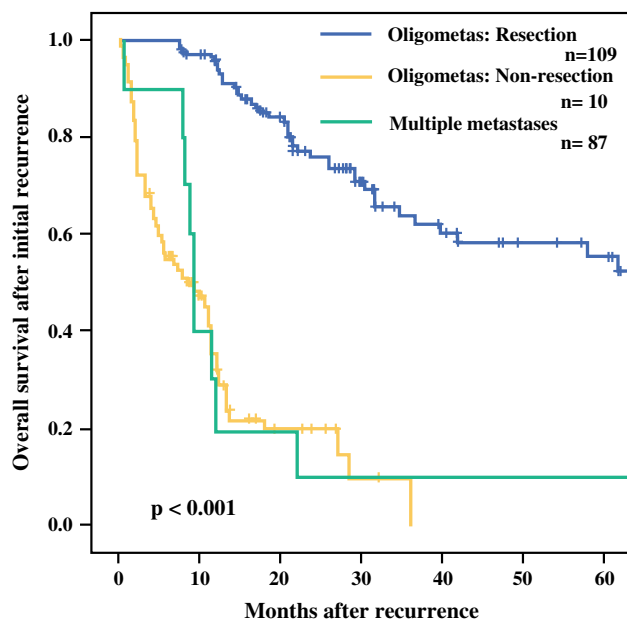 Oligometas: Resection
n=109
Oligometas: Non-resection
n= 10
Multiple metastases
n= 87
1.0
0.8
0.6
0.4
0.2
0.0
Overall survival after initial recurrence
p < 0.001
0 10 20 30 40 50 60
Months after recurrence